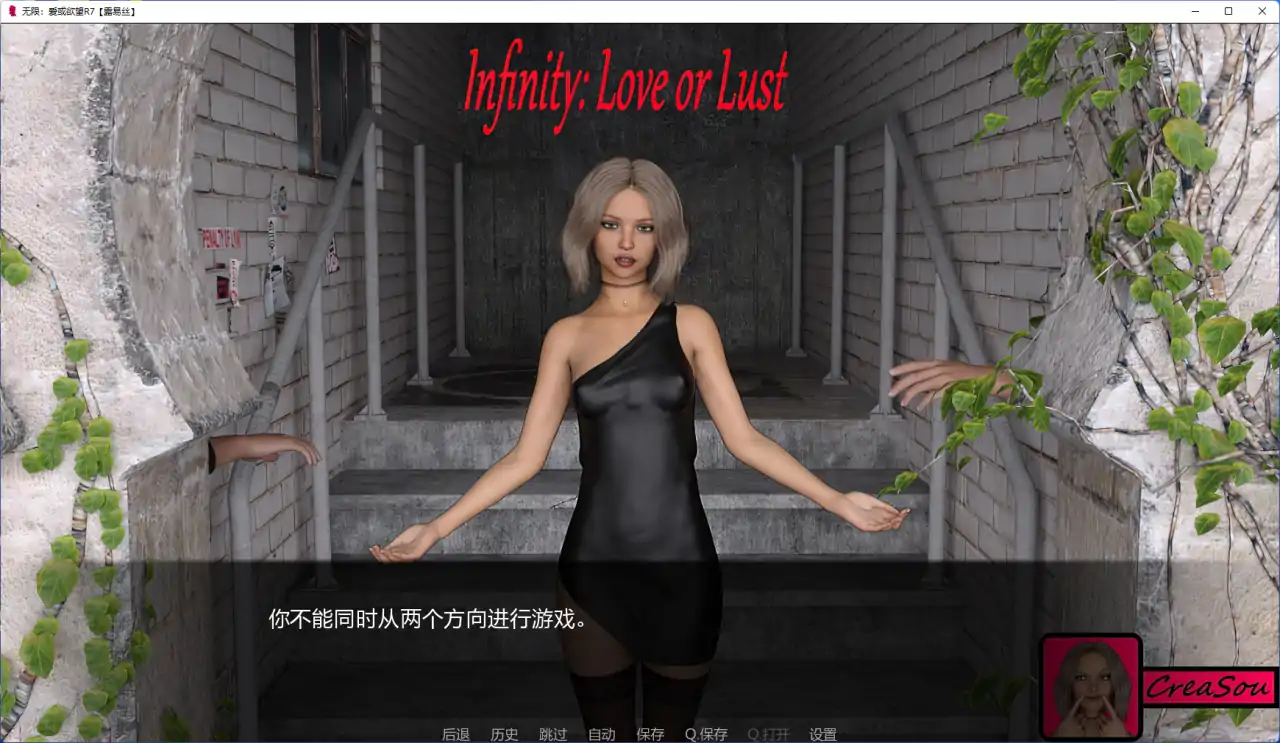 无限：爱或欲望R7【露易丝】
Infinity: Love or Lust
PENALTY OF L
你不能同时从两个方向进行游戏。
CreaSou
后退 历史 跳过 自动 保存 Q.保存 Q.打开 设置